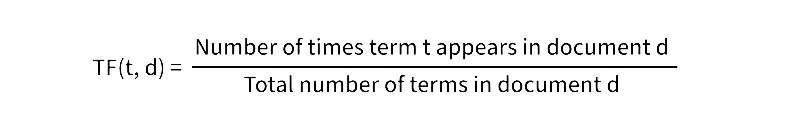 Number of times term t appears in document d
TF(t, d) =
Total number of terms in document d